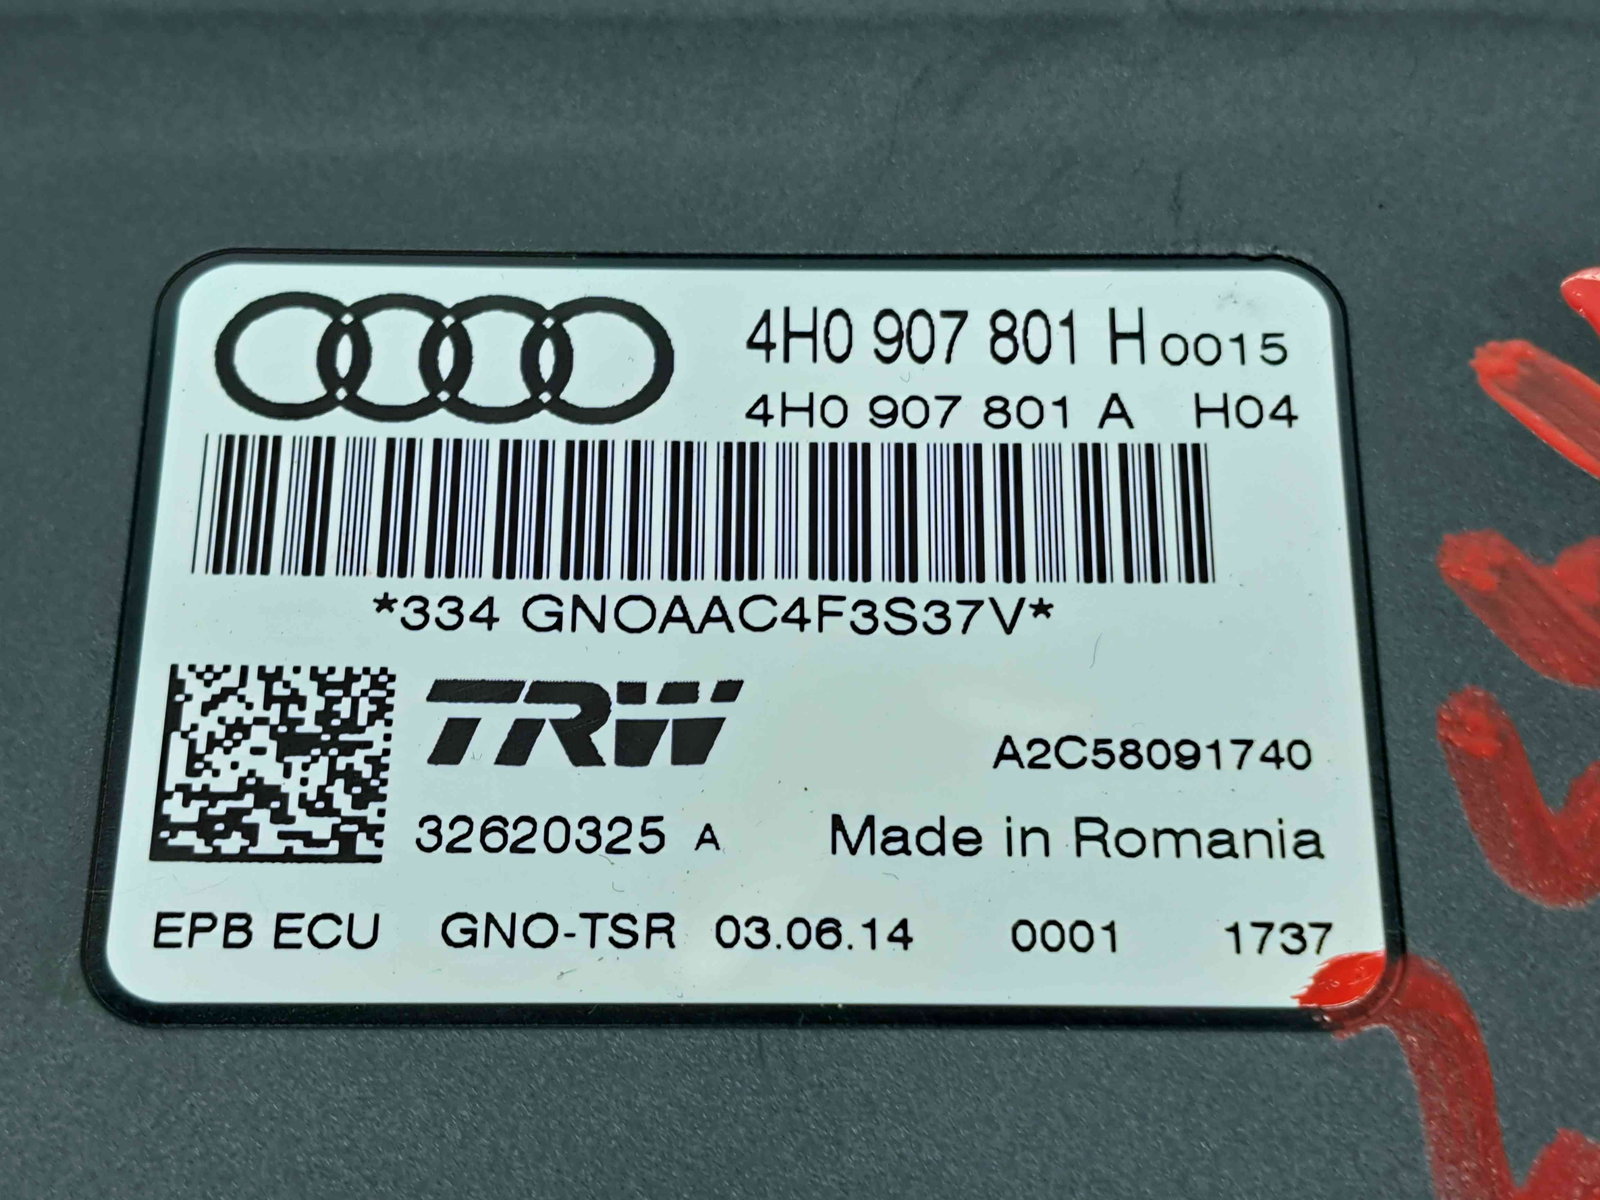 4H0 907 801 H 0015
4H0 907 801 A H04
*334 GNOAAC4F3S37V*
TRW
A2C58091740
32620325 A Made in Romania
EPB ECU GNO-TSR 03.06.14 0001 1737